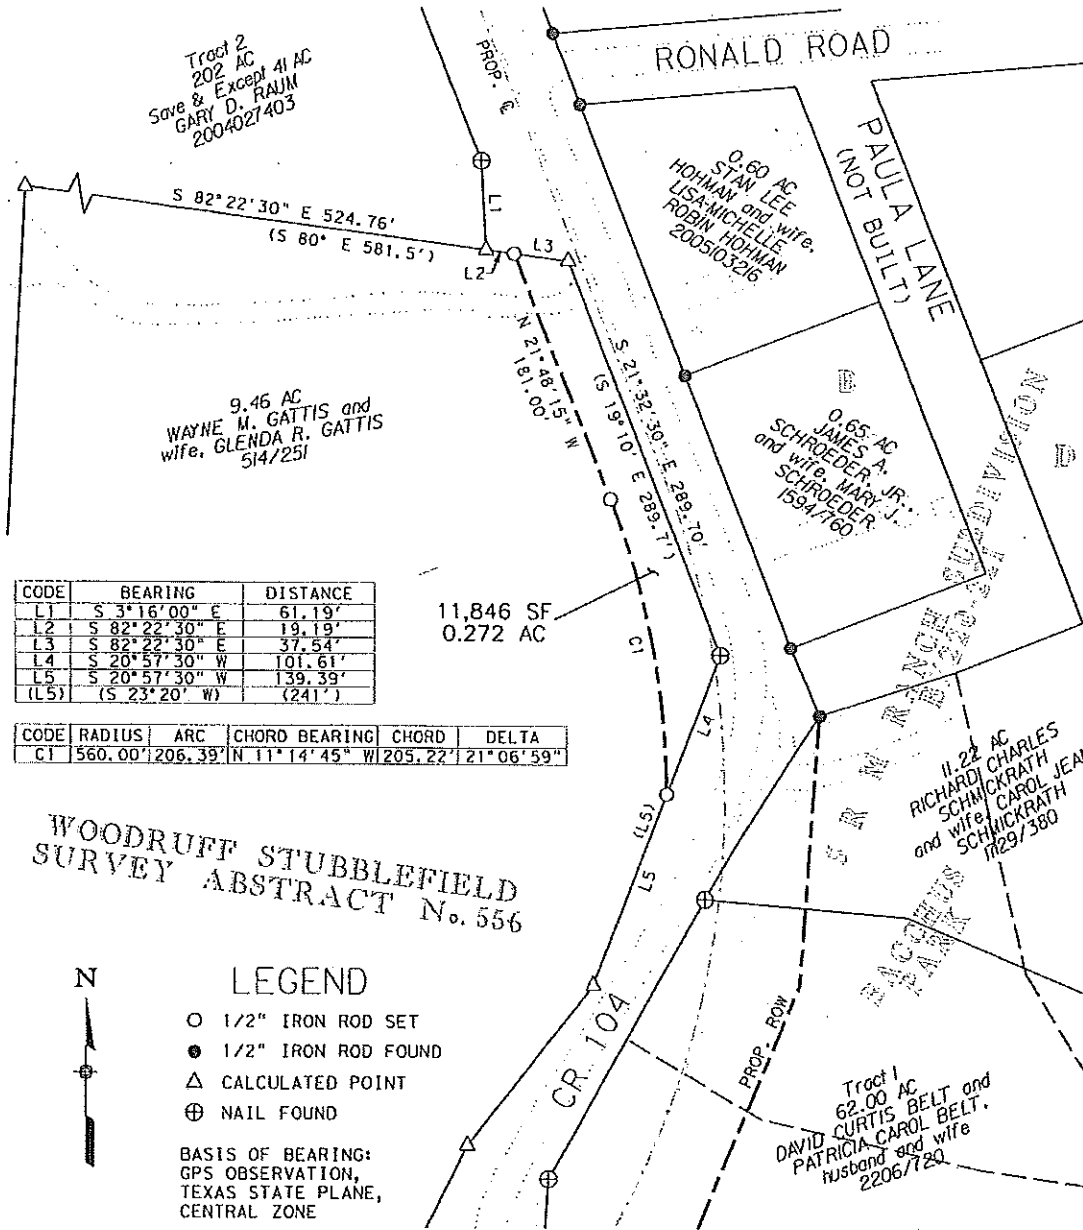 Tract 2
202 AC
Save & Except 41 AC
GARY D. RAUM
2004027403
PROP. ℄
RONALD ROAD
PAULA LANE
(NOT BUILT)
0.60 AC
STAN LEE
HOHMAN and wife,
LISA-MICHELLE
ROBIN HOHMAN
2005103216
L1
S 82°22'30" E 524.76'
(S 80° E 581.5')
L2
L3
N 21°48'15" W
181.00'
S 21°32'30" E 289.70'
(S 19°10' E 289.7')
9.46 AC
WAYNE M. GATTIS and
wife, GLENDA R. GATTIS
514/251
B
0.65 AC
JAMES A.
SCHROEDER, JR.,
and wife, MARY J.
SCHROEDER
1594/760
D
S R M RANCH SUBDIVISION
CODE BEARING DISTANCE
L1 S 3°16'00" E 61.19'
L2 S 82°22'30" E 19.19'
L3 S 82°22'30" E 37.54'
L4 S 20°57'30" W 101.61'
L5 S 20°57'30" W 139.39'
(L5) (S 23°20' W) (241')
11,846 SF
0.272 AC
C1
CODE RADIUS ARC CHORD BEARING CHORD DELTA
C1 560.00' 206.39' N 11°14'45" W 205.22' 21°06'59"
L4
(L5)
L5
11.22 AC
RICHARD CHARLES
SCHMICKRATH
and wife, CAROL JEAN
SCHMICKRATH
1129/380
WOODRUFF STUBBLEFIELD
SURVEY ABSTRACT No. 556
BACCHUS
PARK
N
LEGEND
1/2" IRON ROD SET
1/2" IRON ROD FOUND
CALCULATED POINT
NAIL FOUND
BASIS OF BEARING:
GPS OBSERVATION,
TEXAS STATE PLANE,
CENTRAL ZONE
CR 104
PROP. ROW
Tract 1
62.00 AC
DAVID CURTIS BELT and
PATRICIA CAROL BELT,
husband and wife
2206/720